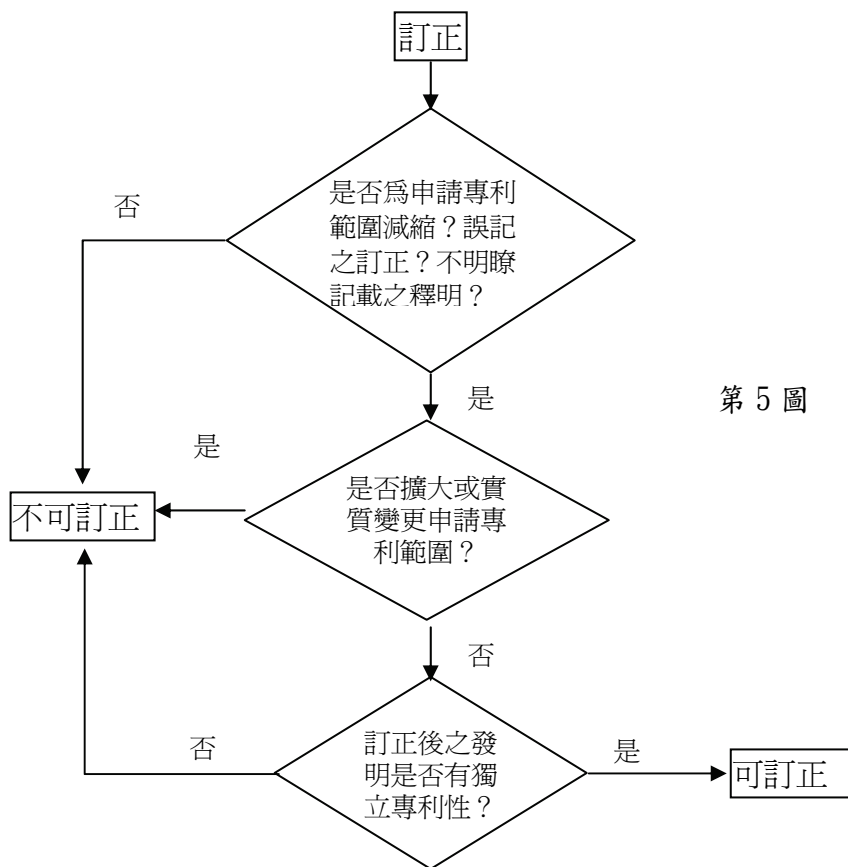 訂正
是否爲申請專利
範圍減縮？誤記
之訂正？不明瞭
記載之釋明？
否
是
第 5 圖
是
是否擴大或實
質變更申請專
利範圍？
不可訂正
否
訂正後之發
明是否有獨
立專利性？
否
是
可訂正